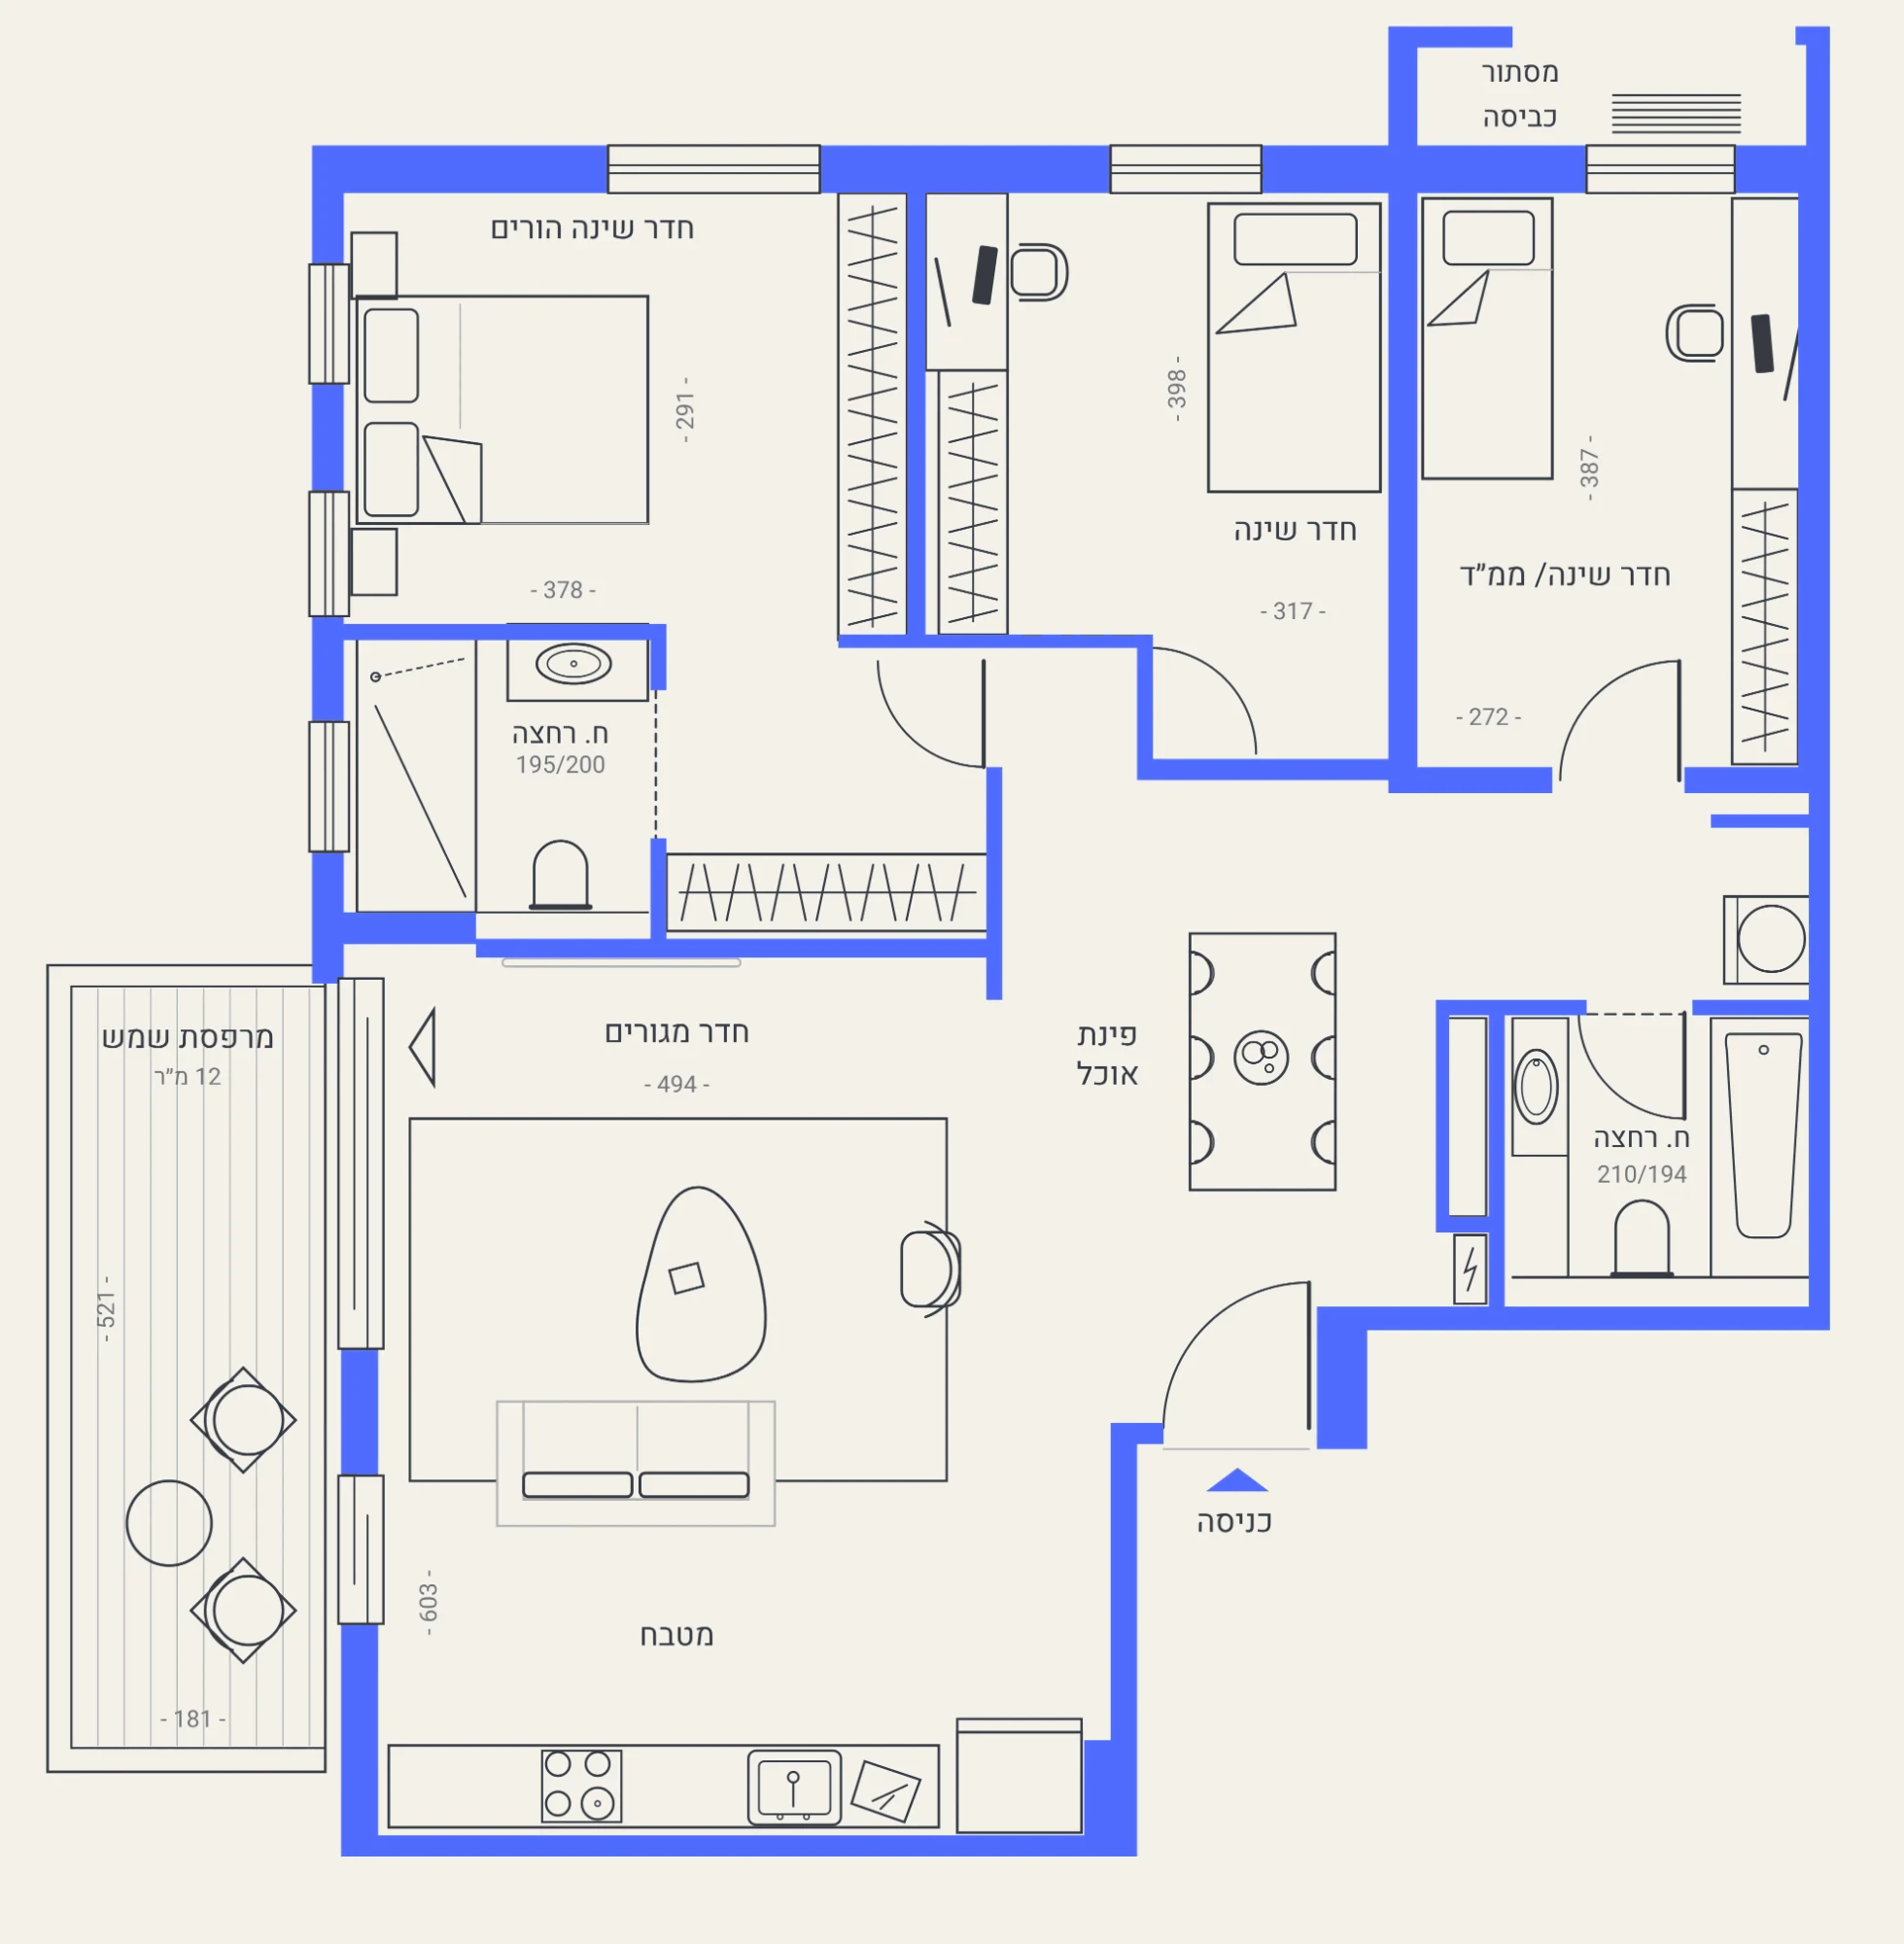 מסתור
כביסה
חדר שינה הורים
- 291 -
- 378 -
- 398 -
חדר שינה
- 317 -
- 387 -
חדר שינה/ ממ״ד
- 272 -
ח. רחצה
195/200
מרפסת שמש
12 מ״ר
- 521 -
- 181 -
חדר מגורים
- 494 -
פינת
אוכל
ח. רחצה
210/194
כניסה
- 603 -
מטבח